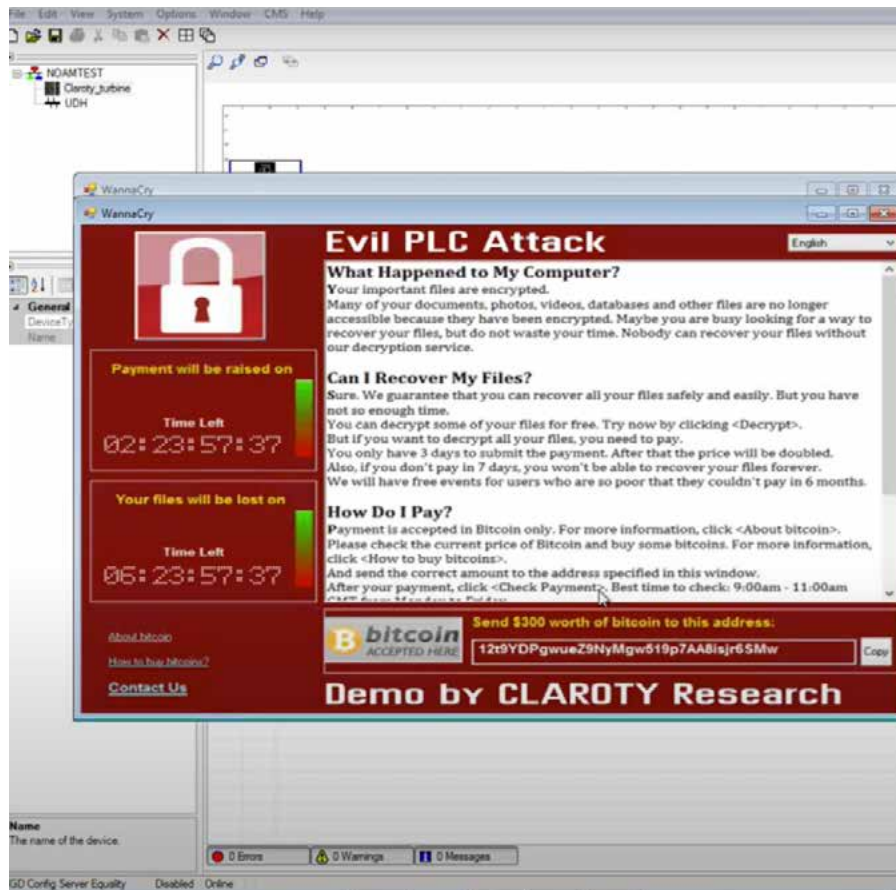 File Edit View System Options Window CMS Help
NOAMTEST
Claroty_turbine
UDH
WannaCry
WannaCry
Evil PLC Attack
English
What Happened to My Computer?
Your important files are encrypted.
Many of your documents, photos, videos, databases and other files are no longer
accessible because they have been encrypted. Maybe you are busy looking for a way to
recover your files, but do not waste your time. Nobody can recover your files without
our decryption service.
Can I Recover My Files?
Sure. We guarantee that you can recover all your files safely and easily. But you have
not so enough time.
You can decrypt some of your files for free. Try now by clicking <Decrypt>.
But if you want to decrypt all your files, you need to pay.
You only have 3 days to submit the payment. After that the price will be doubled.
Also, if you don't pay in 7 days, you won't be able to recover your files forever.
We will have free events for users who are so poor that they couldn't pay in 6 months.
How Do I Pay?
Payment is accepted in Bitcoin only. For more information, click <About bitcoin>.
Please check the current price of Bitcoin and buy some bitcoins. For more information,
click <How to buy bitcoins>.
And send the correct amount to the address specified in this window.
After your payment, click <Check Payment>. Best time to check: 9:00am - 11:00am
GMT from Monday to Friday.
Payment will be raised on
Time Left
02:23:57:37
Your files will be lost on
Time Left
06:23:57:37
About bitcoin
How to buy bitcoins?
Contact Us
bitcoin
ACCEPTED HERE
Send $300 worth of bitcoin to this address:
12t9YDPgwueZ9NyMgw519p7AA8isjr6SMw
Copy
Demo by CLAROTY Research
General
DeviceTy
Name
Name
The name of the device.
0 Errors
0 Warnings
0 Messages
GD Config Server Equality Disabled Online